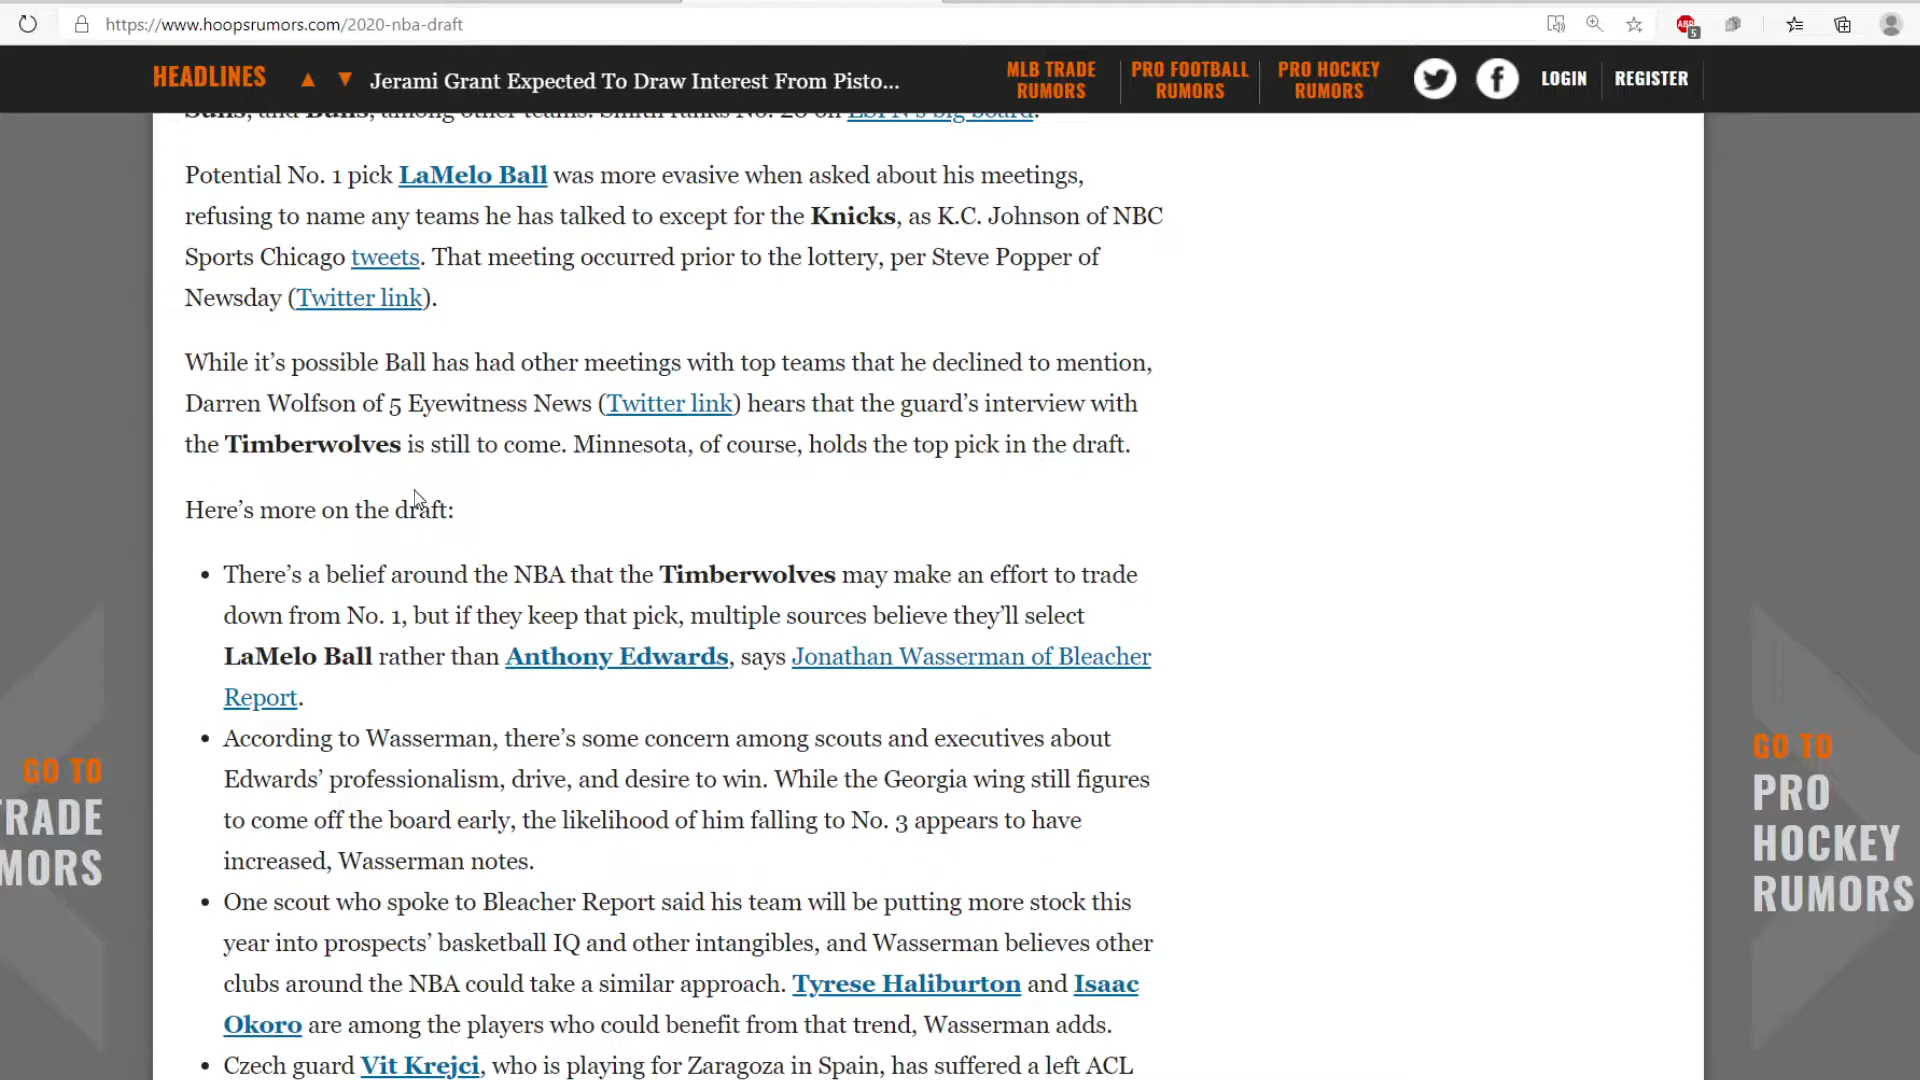 https://www.hoopsrumors.com/2020-nba-draft
5
HEADLINES ▲ ▼ Jerami Grant Expected To Draw Interest From Pisto...
MLB TRADE RUMORS
PRO FOOTBALL RUMORS
PRO HOCKEY RUMORS
LOGIN
REGISTER
Potential No. 1 pick LaMelo Ball was more evasive when asked about his meetings,
refusing to name any teams he has talked to except for the Knicks, as K.C. Johnson of NBC
Sports Chicago tweets. That meeting occurred prior to the lottery, per Steve Popper of
Newsday (Twitter link).
While it’s possible Ball has had other meetings with top teams that he declined to mention,
Darren Wolfson of 5 Eyewitness News (Twitter link) hears that the guard’s interview with
the Timberwolves is still to come. Minnesota, of course, holds the top pick in the draft.
Here’s more on the draft:
• There’s a belief around the NBA that the Timberwolves may make an effort to trade
down from No. 1, but if they keep that pick, multiple sources believe they’ll select
LaMelo Ball rather than Anthony Edwards, says Jonathan Wasserman of Bleacher
Report.
• According to Wasserman, there’s some concern among scouts and executives about
Edwards’ professionalism, drive, and desire to win. While the Georgia wing still figures
to come off the board early, the likelihood of him falling to No. 3 appears to have
increased, Wasserman notes.
• One scout who spoke to Bleacher Report said his team will be putting more stock this
year into prospects’ basketball IQ and other intangibles, and Wasserman believes other
clubs around the NBA could take a similar approach. Tyrese Haliburton and Isaac
Okoro are among the players who could benefit from that trend, Wasserman adds.
• Czech guard Vit Krejci, who is playing for Zaragoza in Spain, has suffered a left ACL
GO TO
TRADE
MORS
GO TO
PRO
HOCKEY
RUMORS